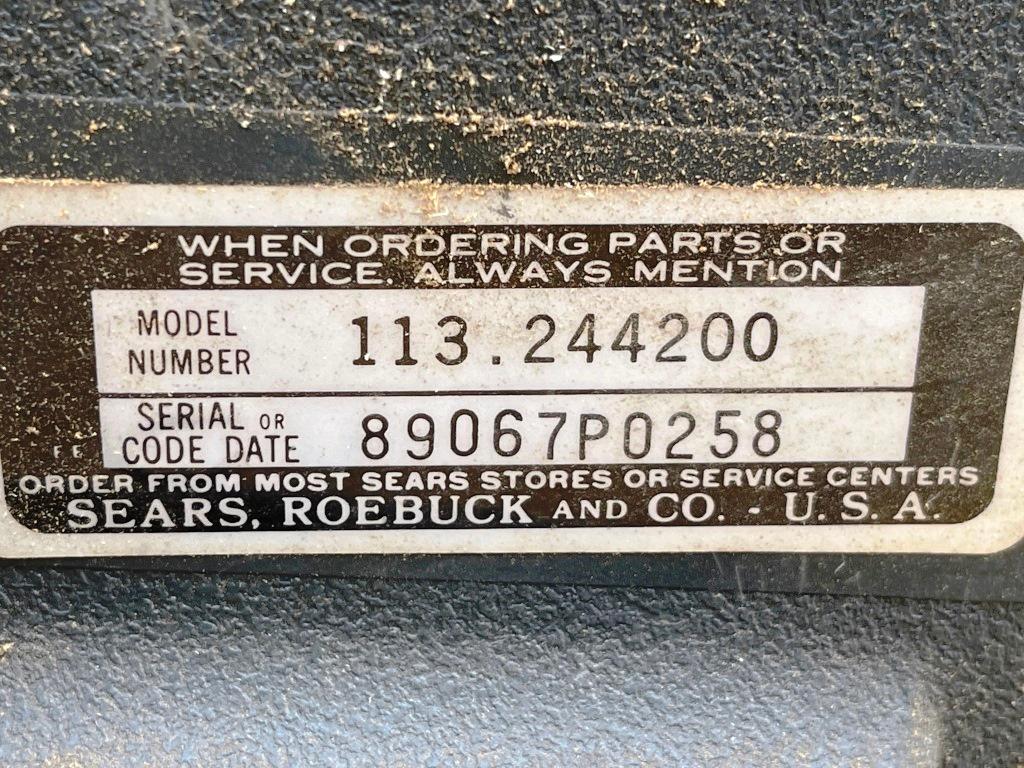 WHEN ORDERING PARTS OR
SERVICE, ALWAYS MENTION
MODEL NUMBER 113.244200
SERIAL OR CODE DATE 89067P0258
ORDER FROM MOST SEARS STORES OR SERVICE CENTERS
SEARS, ROEBUCK AND CO. - U.S.A.